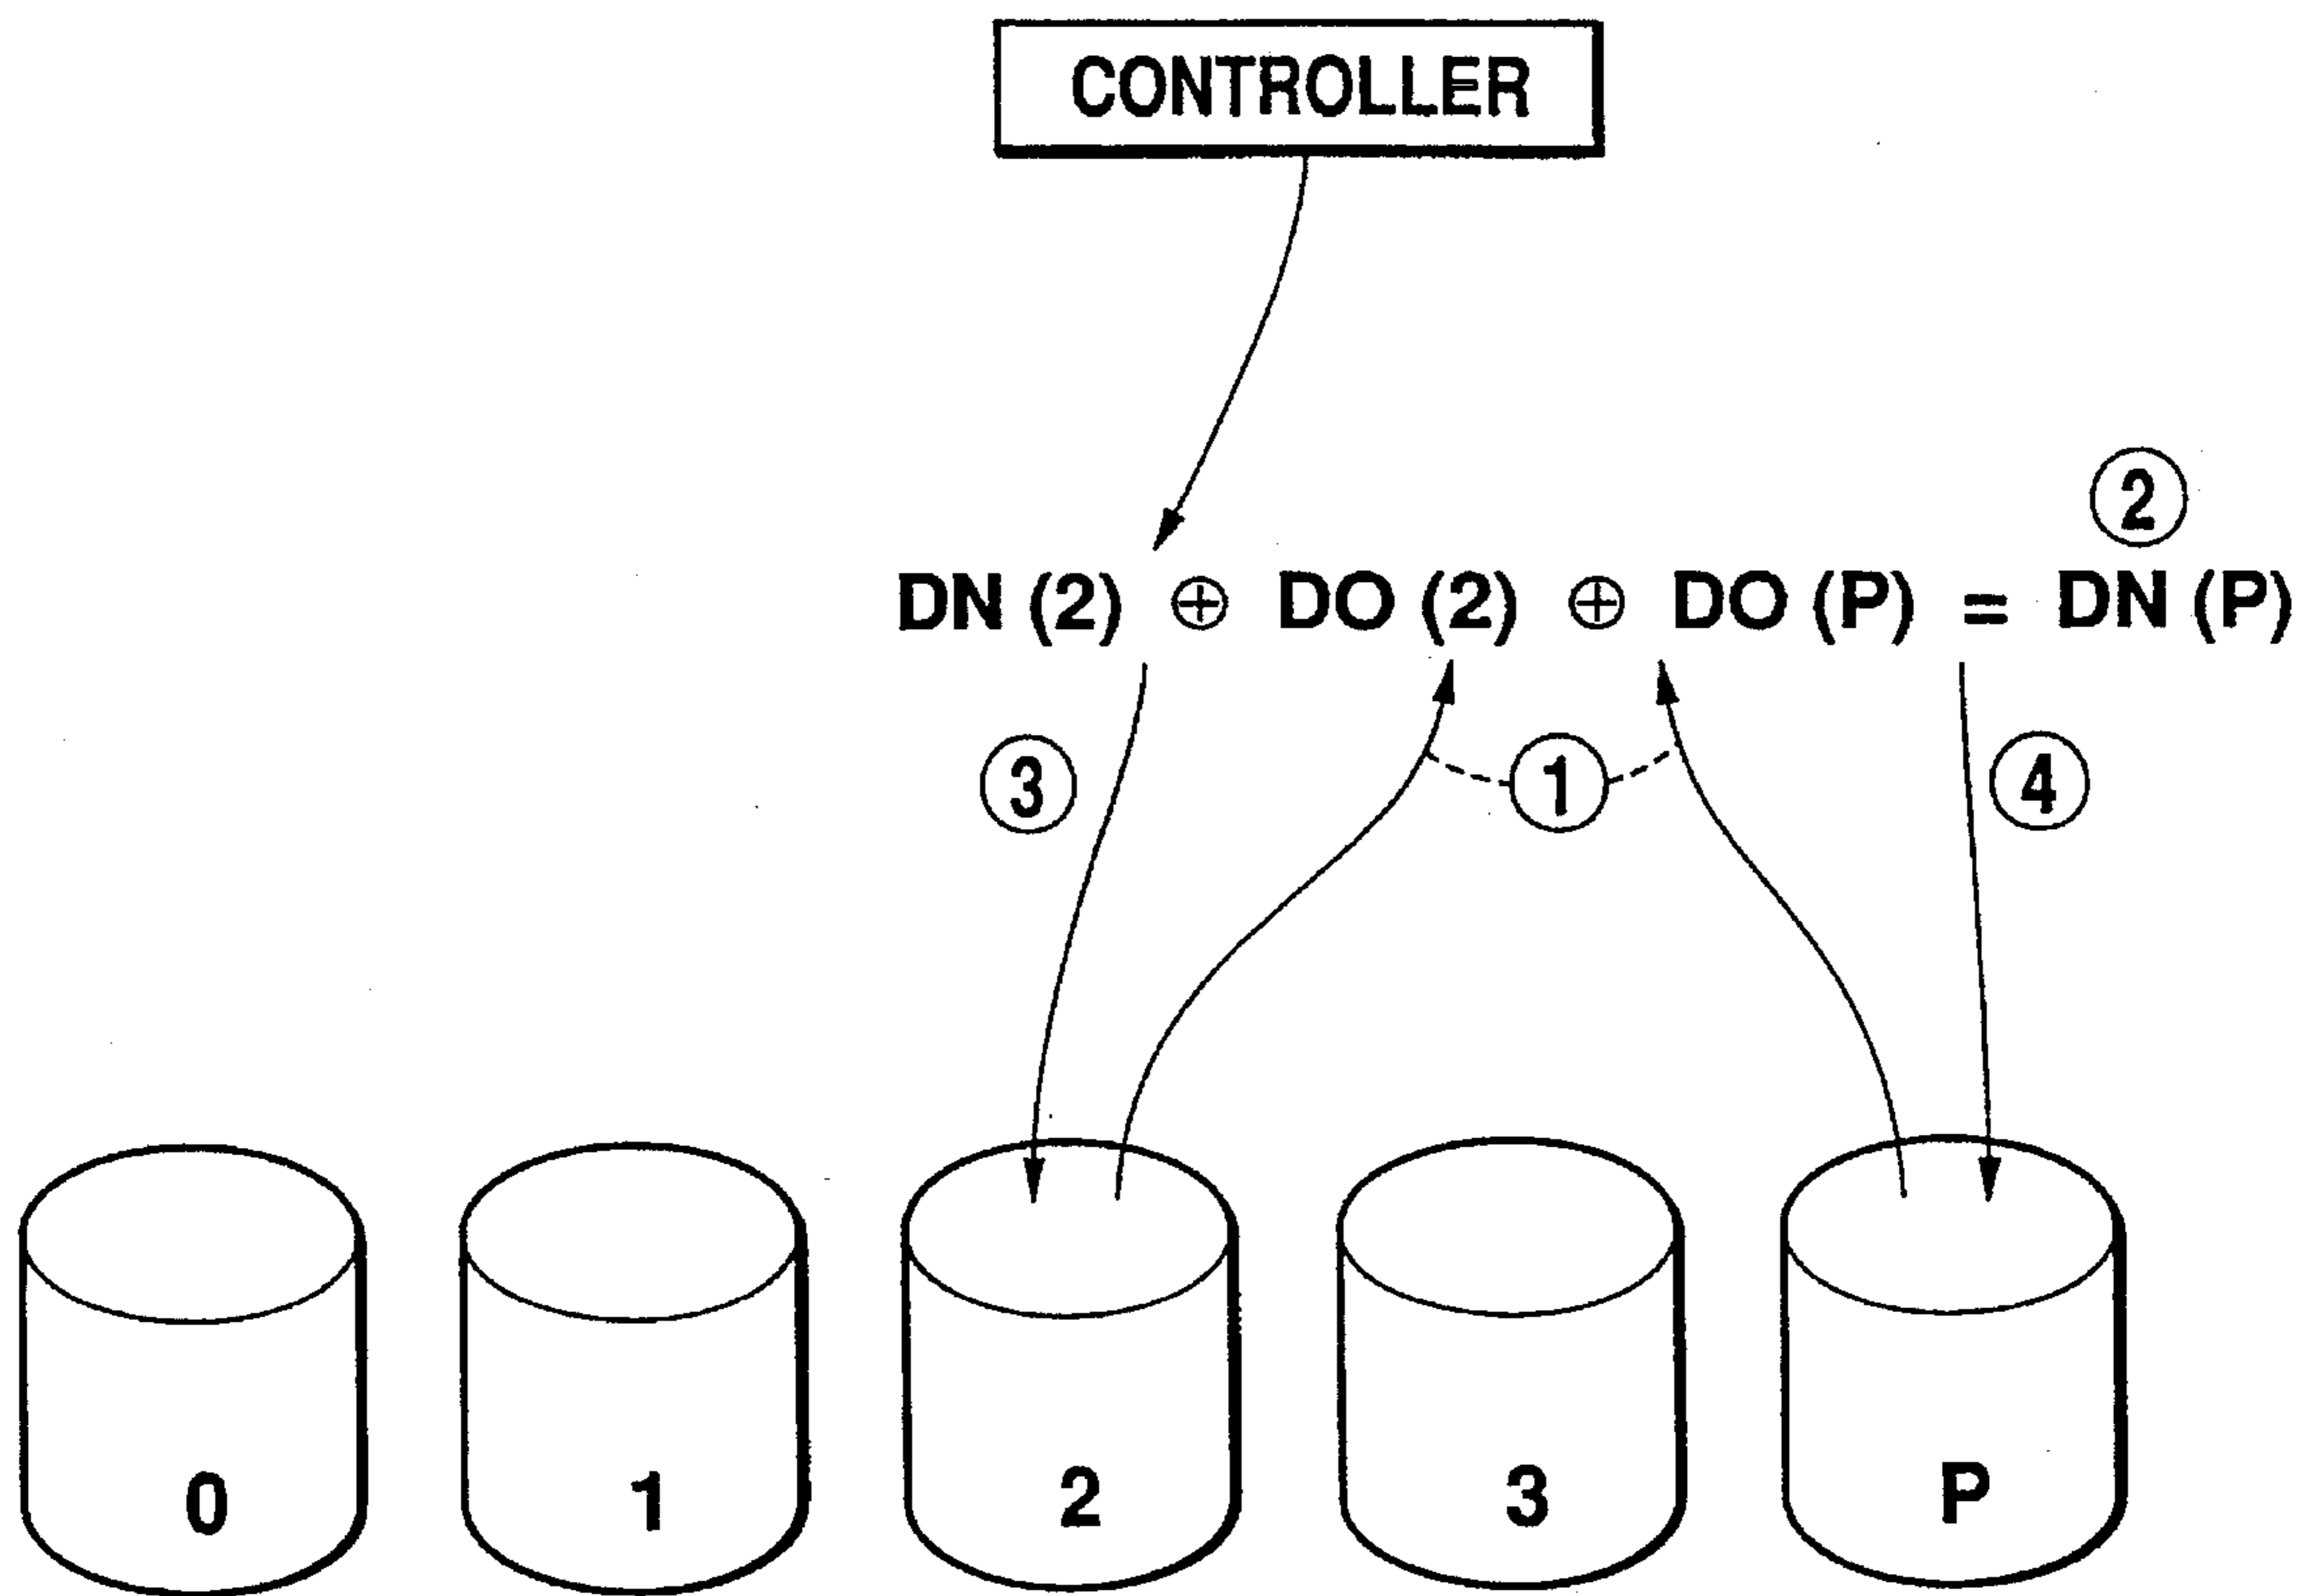 CONTROLLER
②
DN (2) ⊕ DO (2) ⊕ DO (P) = DN (P)
③ ① ④
0 1 2 3 P